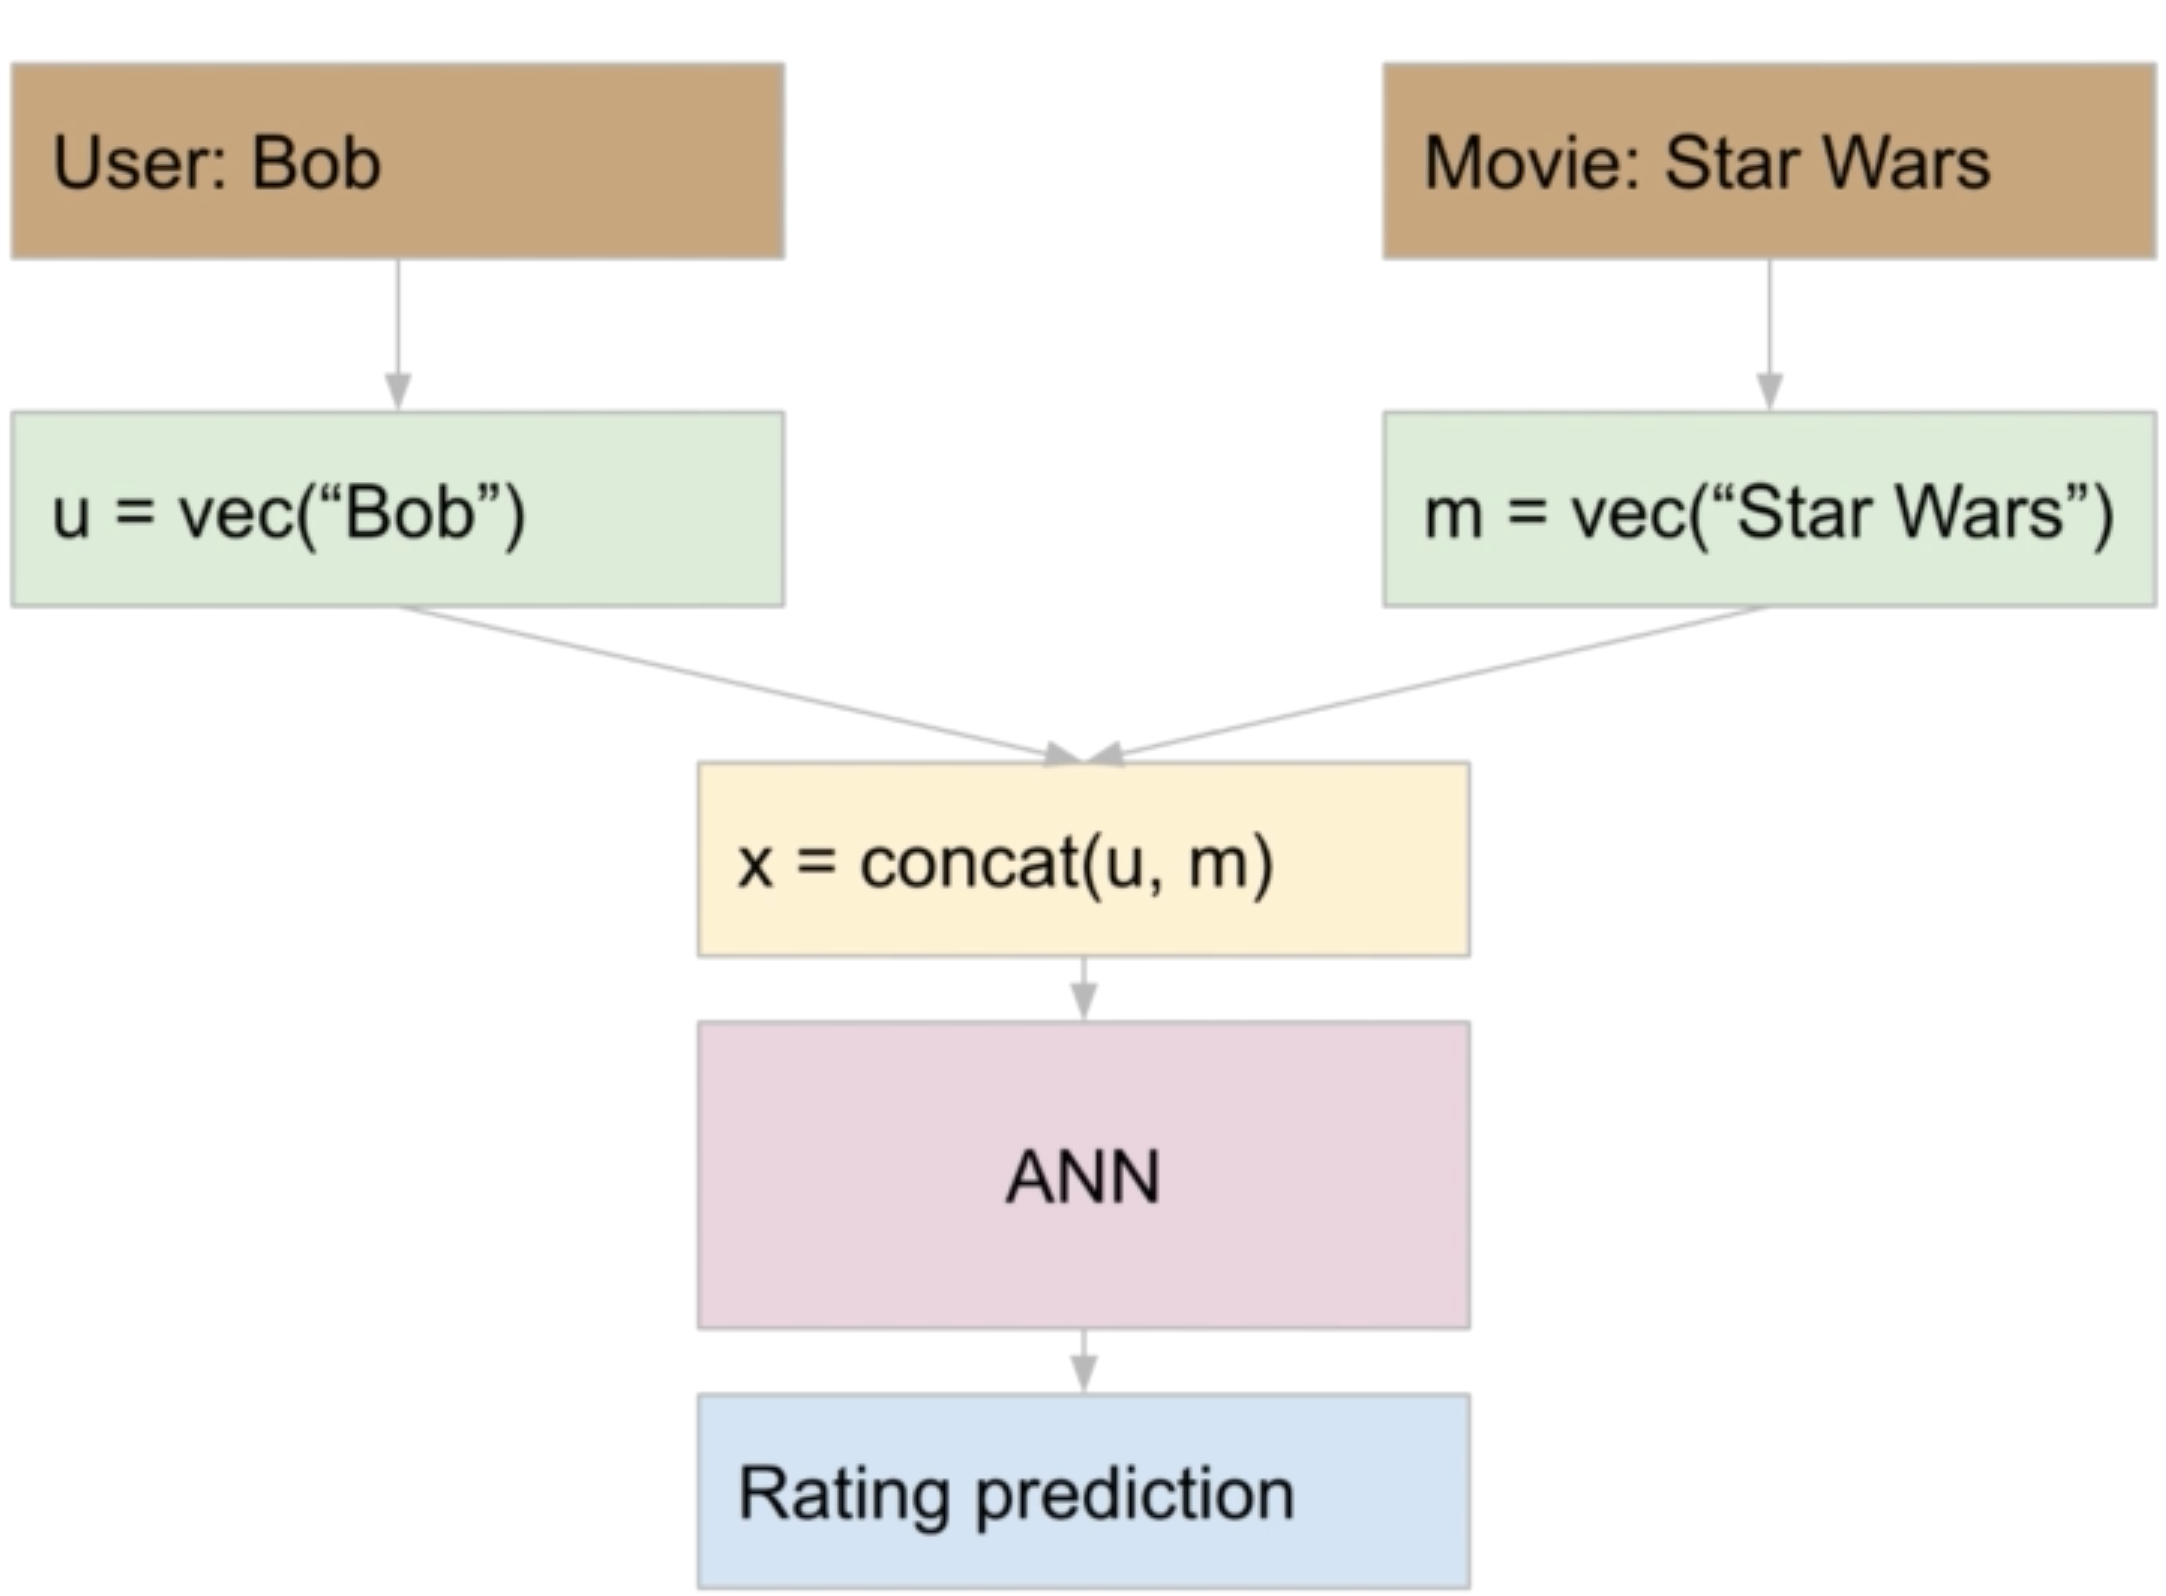 User: Bob
Movie: Star Wars
u = vec(“Bob”)
m = vec(“Star Wars”)
x = concat(u, m)
ANN
Rating prediction